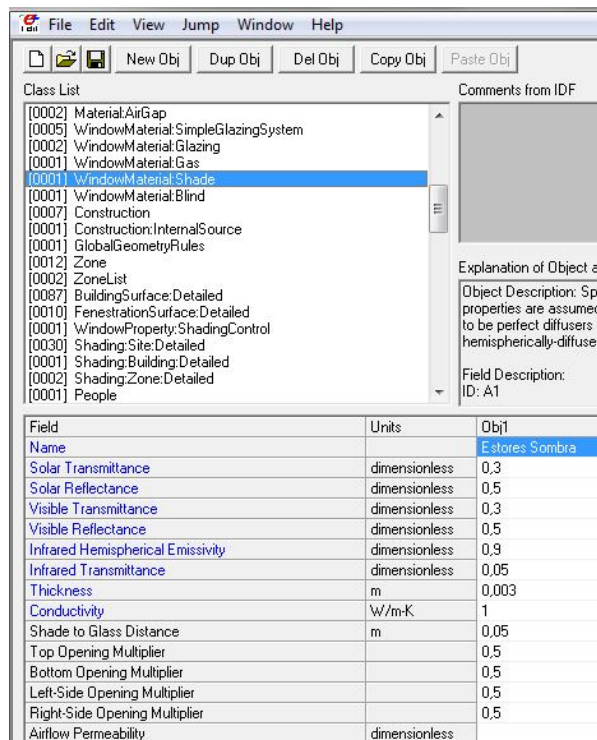 File Edit View Jump Window Help
New Obj Dup Obj Del Obj Copy Obj Paste Obj
Class List
Comments from IDF
[0002] Material:AirGap
[0005] WindowMaterial:SimpleGlazingSystem
[0002] WindowMaterial:Glazing
[0001] WindowMaterial:Gas
[0001] WindowMaterial:Shade
[0001] WindowMaterial:Blind
[0007] Construction
[0001] Construction:InternalSource
[0001] GlobalGeometryRules
[0012] Zone
[0002] ZoneList
[0087] BuildingSurface:Detailed
[0010] FenestrationSurface:Detailed
[0001] WindowProperty:ShadingControl
[0030] Shading:Site:Detailed
[0001] Shading:Building:Detailed
[0002] Shading:Zone:Detailed
[0001] People
Explanation of Object a
Object Description: Sp
properties are assumed
to be perfect diffusers
hemispherically-diffuse
Field Description:
ID: A1
Field Units Obj1
Name Estores Sombra
Solar Transmittance dimensionless 0,3
Solar Reflectance dimensionless 0,5
Visible Transmittance dimensionless 0,3
Visible Reflectance dimensionless 0,5
Infrared Hemispherical Emissivity dimensionless 0,9
Infrared Transmittance dimensionless 0,05
Thickness m 0,003
Conductivity W/m-K 1
Shade to Glass Distance m 0,05
Top Opening Multiplier 0,5
Bottom Opening Multiplier 0,5
Left-Side Opening Multiplier 0,5
Right-Side Opening Multiplier 0,5
Airflow Permeability dimensionless